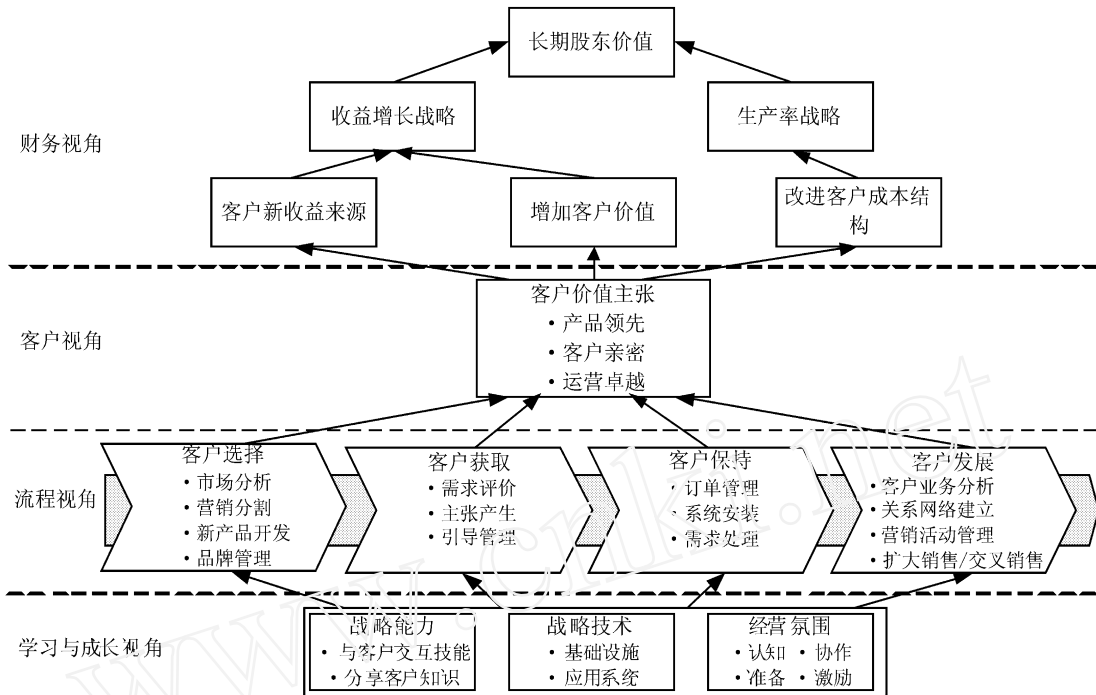 长期股东价值
收益增长战略
生产率战略
财务视角
客户新收益来源
增加客户价值
改进客户成本结
构
客户价值主张
• 产品领先
• 客户亲密
• 运营卓越
客户视角
流程视角
客户选择
• 市场分析
• 营销分割
• 新产品开发
• 品牌管理
客户获取
• 需求评价
• 主张产生
• 引导管理
客户保持
• 订单管理
• 系统安装
• 需求处理
客户发展
• 客户业务分析
• 关系网络建立
• 营销活动管理
• 扩大销售/交叉销售
学习与成长视角
战略能力
• 与客户交互技能
• 分享客户知识
战略技术
• 基础设施
• 应用系统
经营氛围
• 认知 • 协作
• 准备 • 激励
www.cnki.net